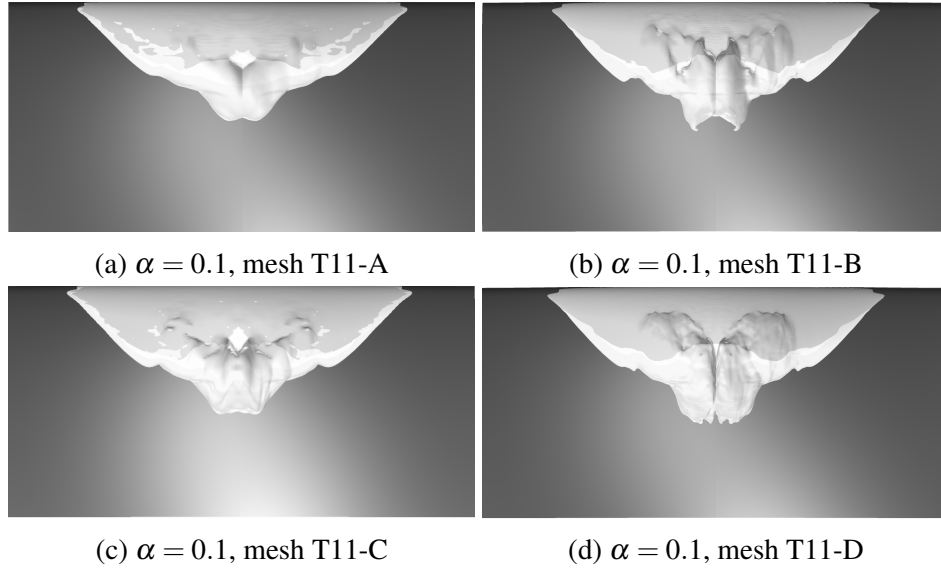 (a) α = 0.1, mesh T11-A
(b) α = 0.1, mesh T11-B
(c) α = 0.1, mesh T11-C
(d) α = 0.1, mesh T11-D